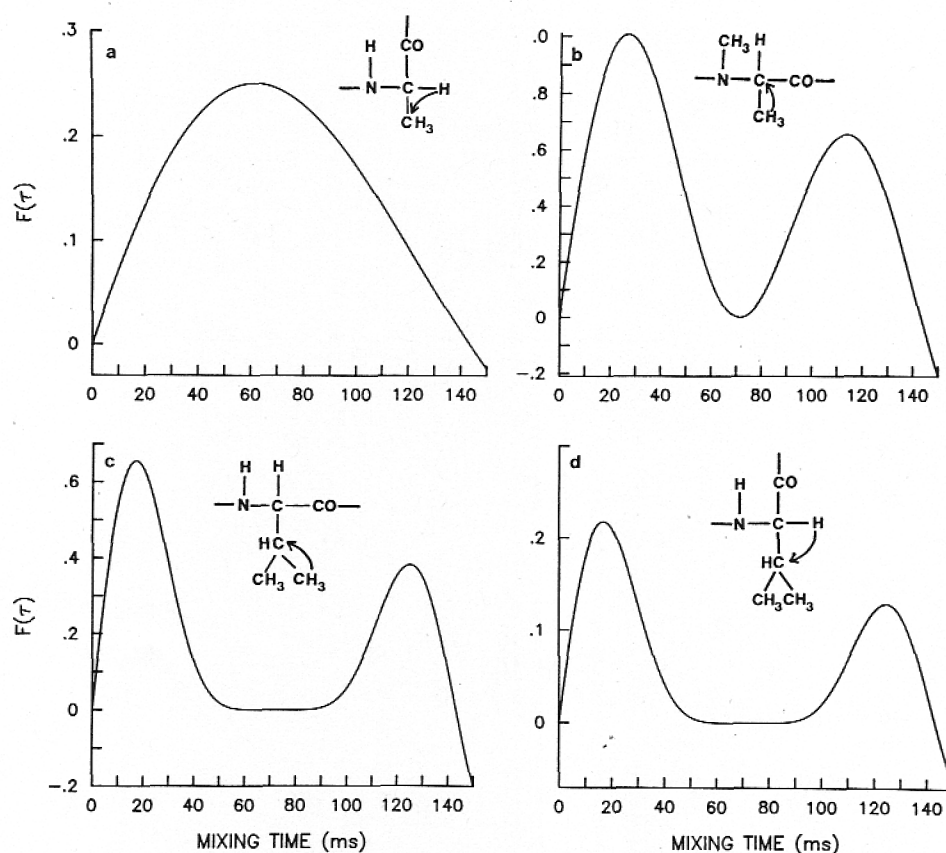 a
F(τ)
.3
.2
.1
0
0 20 40 60 80 100 120 140
CO
H
N C H
CH3
b
.0
.8
.6
.4
.2
0
-.2
0 20 40 60 80 100 120 140
CH3 H
N C CO
CH3
c
F(τ)
.6
.4
.2
0
-.2
0 20 40 60 80 100 120 140
MIXING TIME (ms)
H H
N C CO
HC
CH3 CH3
d
.2
.1
0
0 20 40 60 80 100 120 140
MIXING TIME (ms)
H CO
N C H
HC
CH3CH3